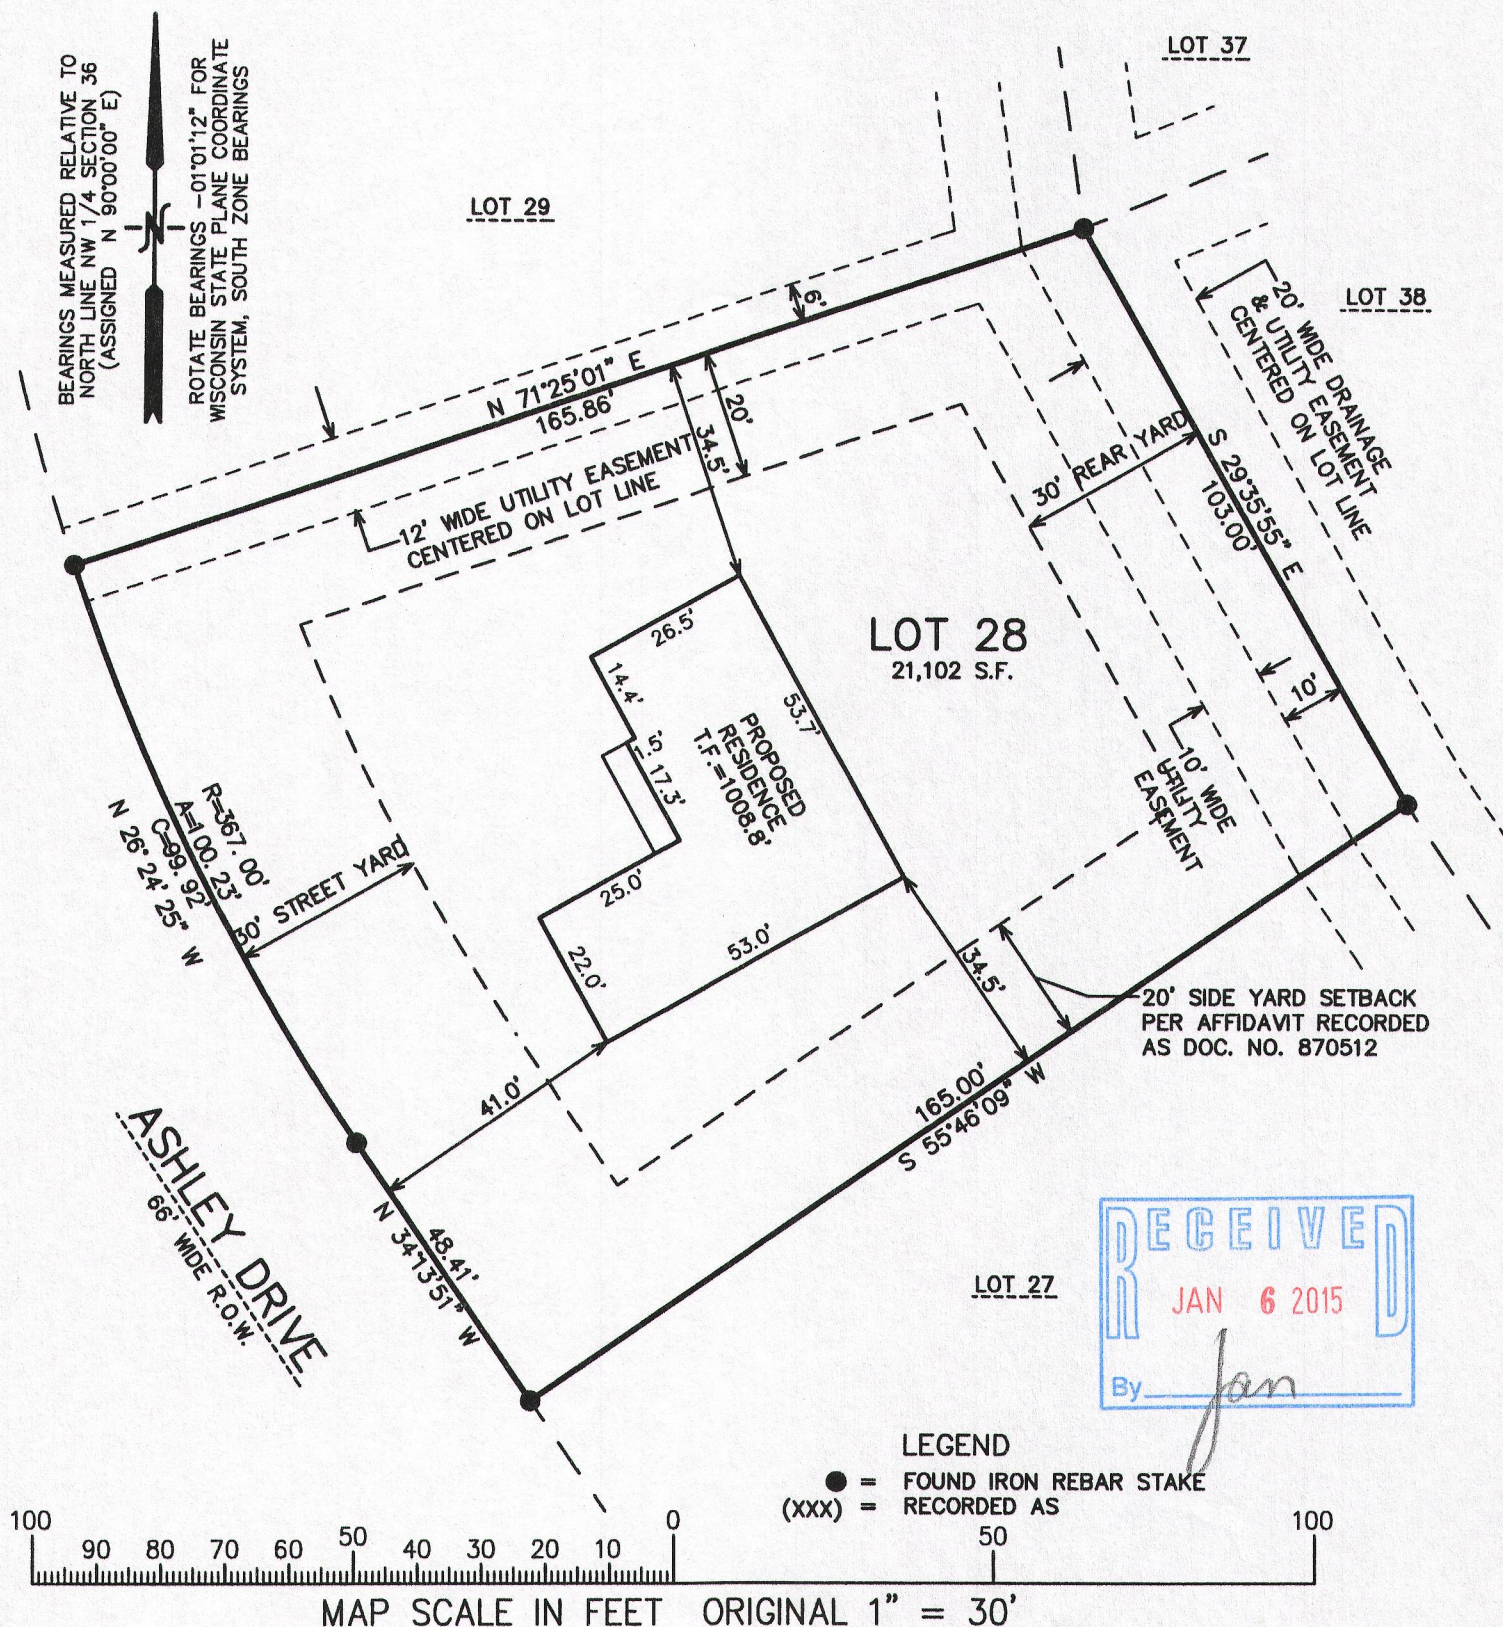 BEARINGS MEASURED RELATIVE TO
NORTH LINE NW 1/4 SECTION 36
(ASSIGNED N 90°00'00" E)
N
ROTATE BEARINGS -01°01'12" FOR
WISCONSIN STATE PLANE COORDINATE
SYSTEM, SOUTH ZONE BEARINGS
LOT 37
LOT 29
LOT 38
20' WIDE DRAINAGE
& UTILITY EASEMENT
CENTERED ON LOT LINE
6'
N 71°25'01" E
165.86'
20'
34.5'
12' WIDE UTILITY EASEMENT
CENTERED ON LOT LINE
30' REAR YARD
S 29°35'55" E
103.00'
LOT 28
21,102 S.F.
26.5'
14.4'
1.5'
17.3'
53.7'
PROPOSED
RESIDENCE
T.F.=1008.8'
10'
10' WIDE
UTILITY
EASEMENT
R=367.00'
A=100.23'
C=99.92'
N 26°24'25" W
30' STREET YARD
25.0'
22.0'
53.0'
34.5'
20' SIDE YARD SETBACK
PER AFFIDAVIT RECORDED
AS DOC. NO. 870512
41.0'
165.00'
S 55°46'09" W
ASHLEY DRIVE
66' WIDE R.O.W.
48.41'
N 34°13'51" W
LOT 27
RECEIVED
JAN 6 2015
By Jan
LEGEND
● = FOUND IRON REBAR STAKE
(XXX) = RECORDED AS
100 90 80 70 60 50 40 30 20 10 0 50 100
MAP SCALE IN FEET ORIGINAL 1" = 30'